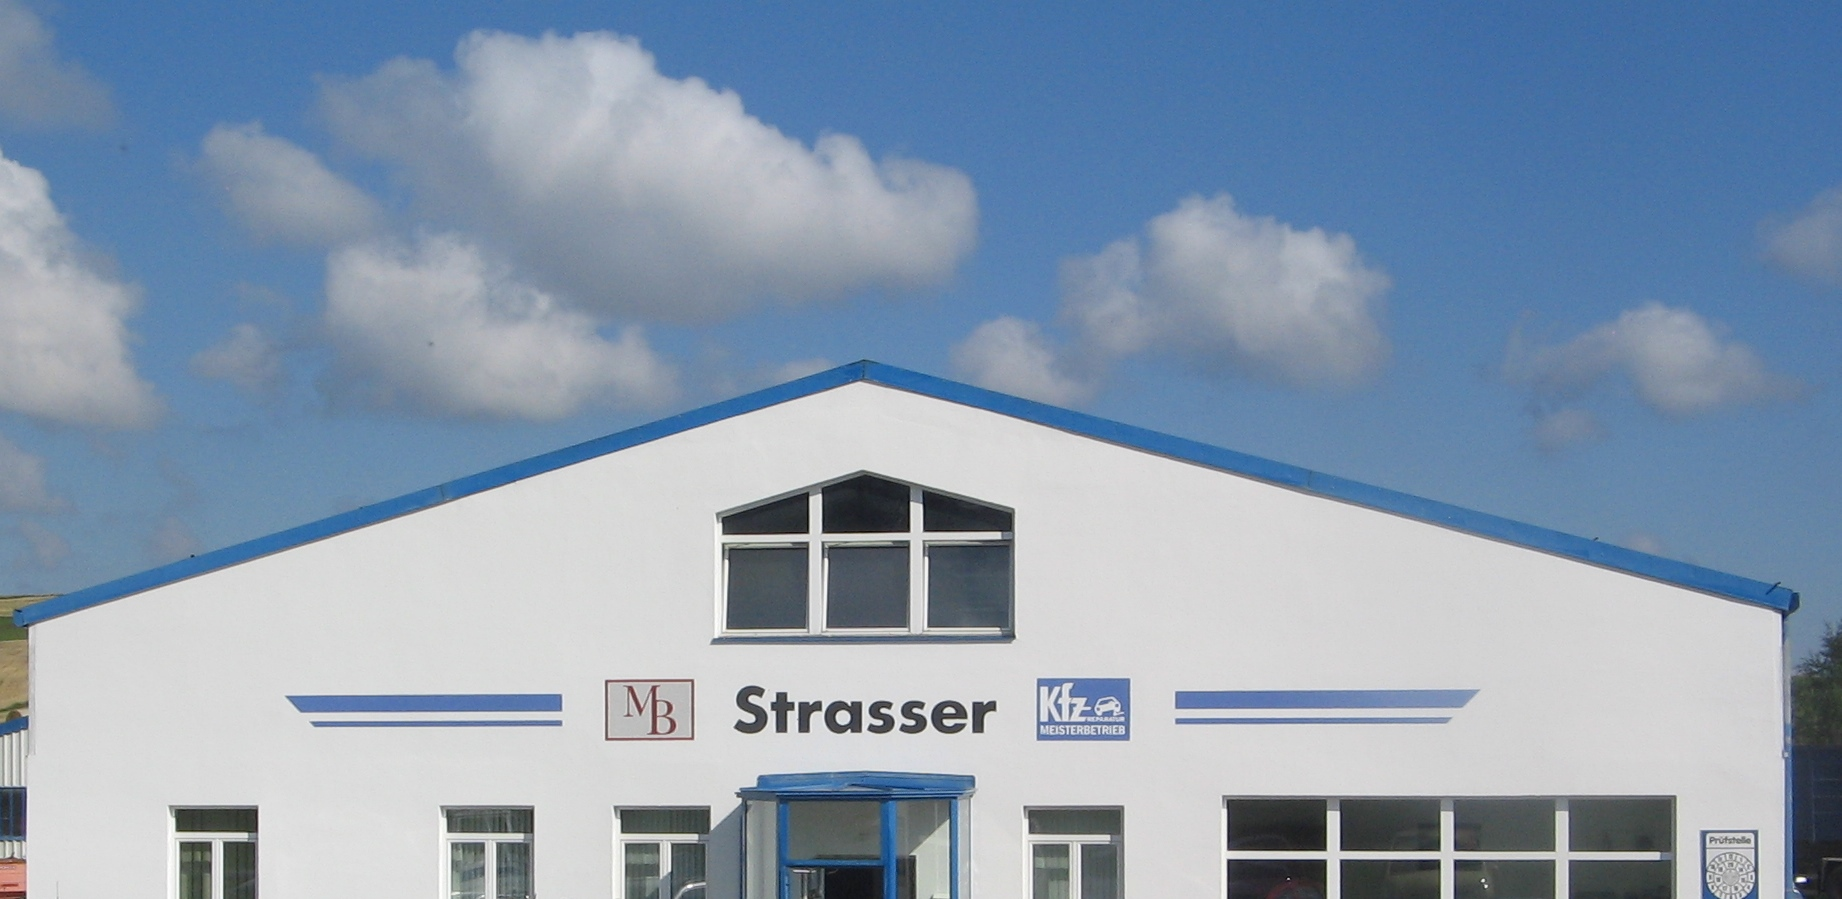 MB
Strasser
Kfz
REPARATUR
MEISTERBETRIEB
Prüfstelle